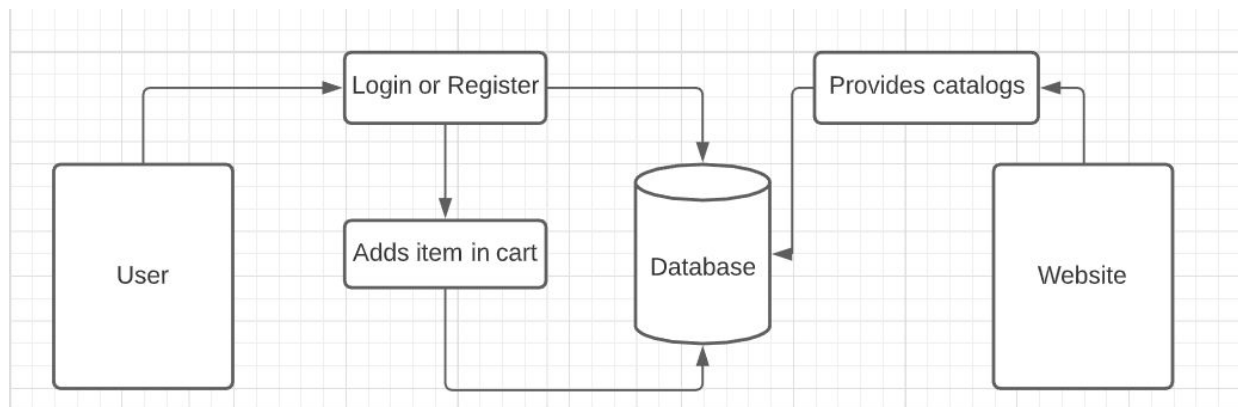 Login or Register
Provides catalogs
Adds item in cart
User
Database
Website